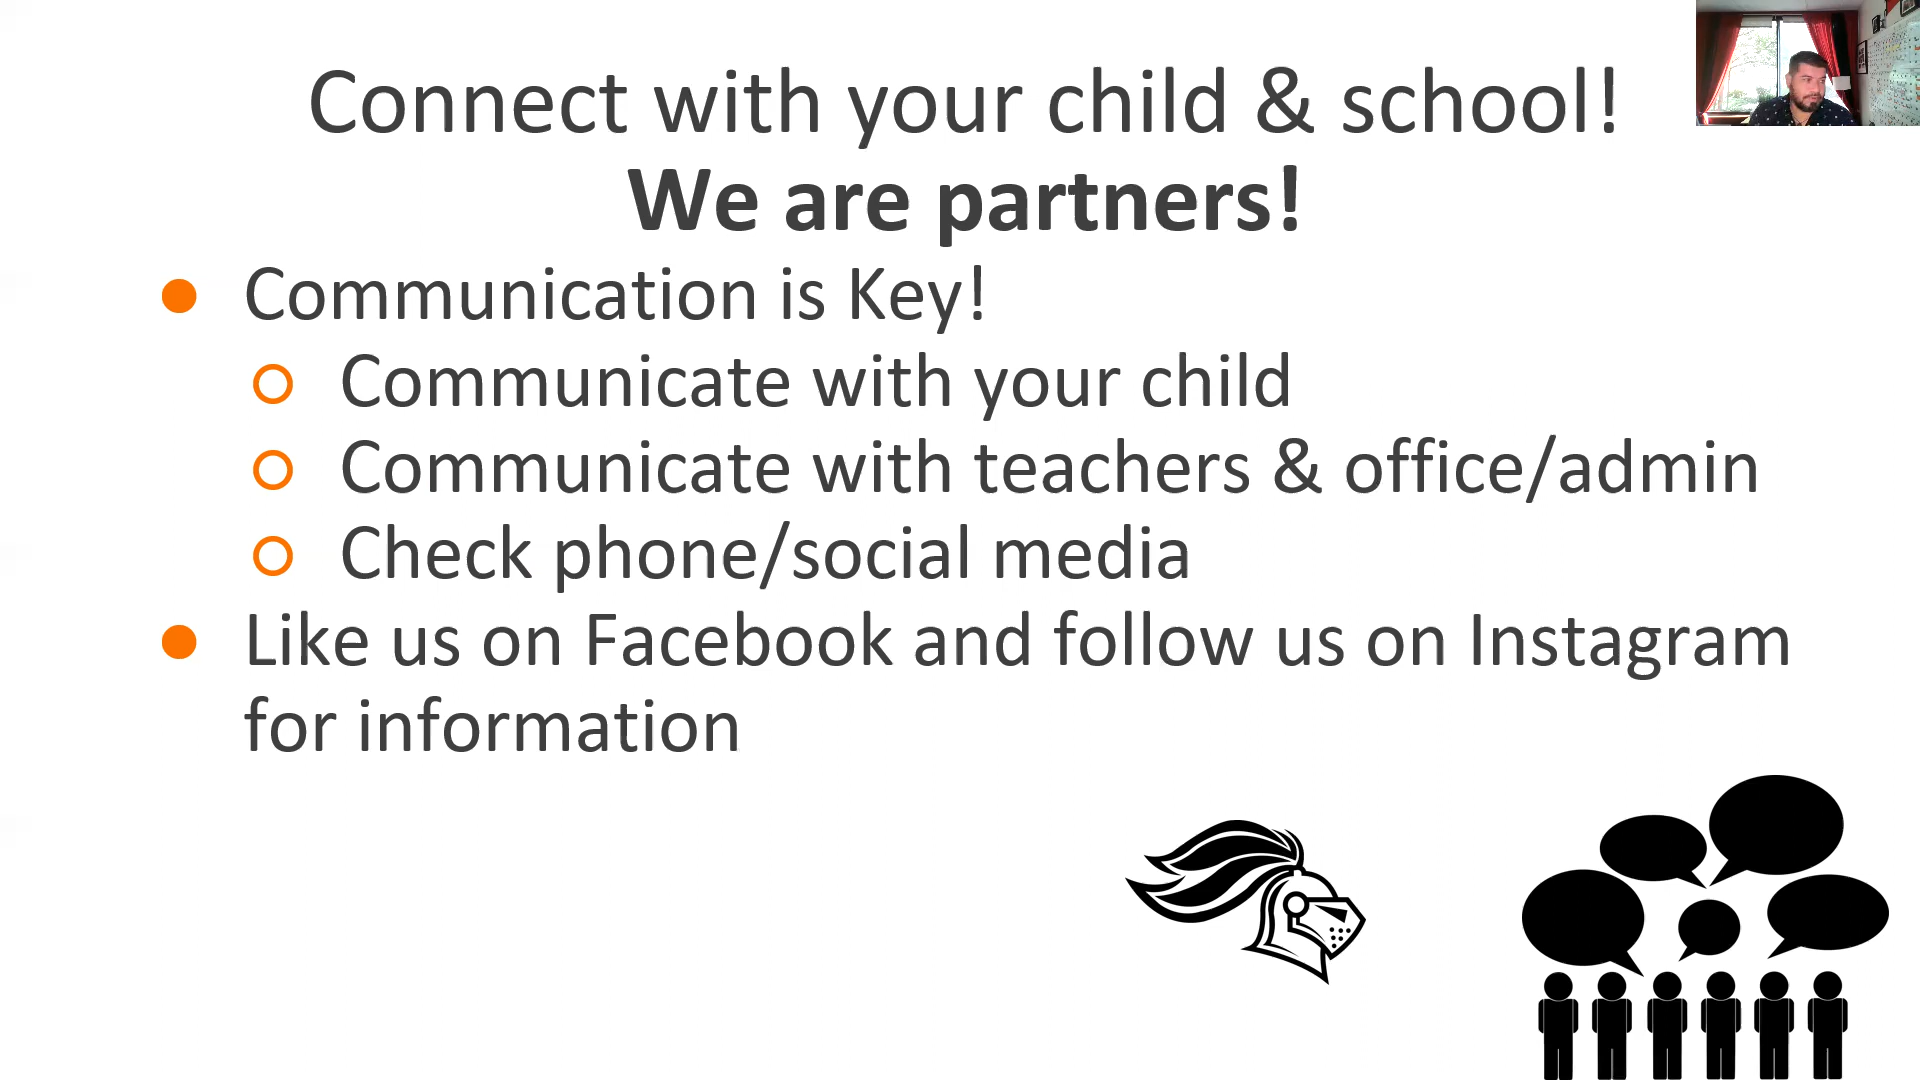 Connect with your child & school!
We are partners!
Communication is Key!
Communicate with your child
Communicate with teachers & office/admin
Check phone/social media
Like us on Facebook and follow us on Instagram
for information